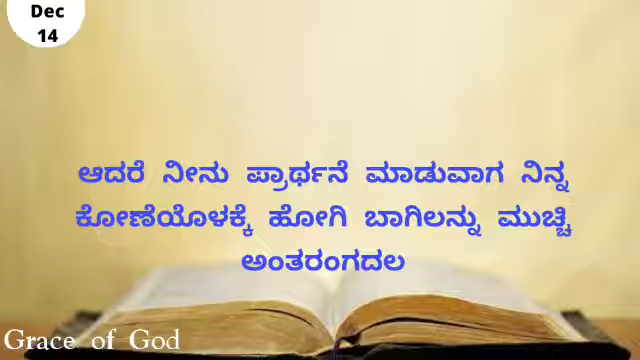 Dec
14
ಆದರೆ ನೀನು ಪ್ರಾರ್ಥನೆ ಮಾಡುವಾಗ ನಿನ್ನ
ಕೋಣೆಯೊಳಕ್ಕೆ ಹೋಗಿ ಬಾಗಿಲನ್ನು ಮುಚ್ಚಿ
ಅಂತರಂಗದಲ
Grace of God